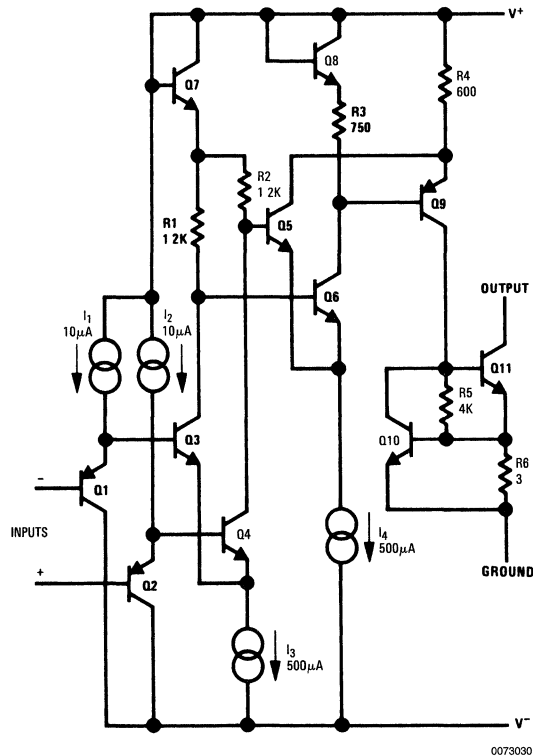 V+
Q8
Q7
R4
600
R3
750
R2
1 2K
Q5
Q9
R1
1 2K
Q6
OUTPUT
I1
10μA
I2
10μA
Q11
R5
4K
Q3
Q10
R6
3
Q1
–
Q4
I4
500μA
INPUTS
GROUND
+
Q2
I3
500μA
V–
0073030